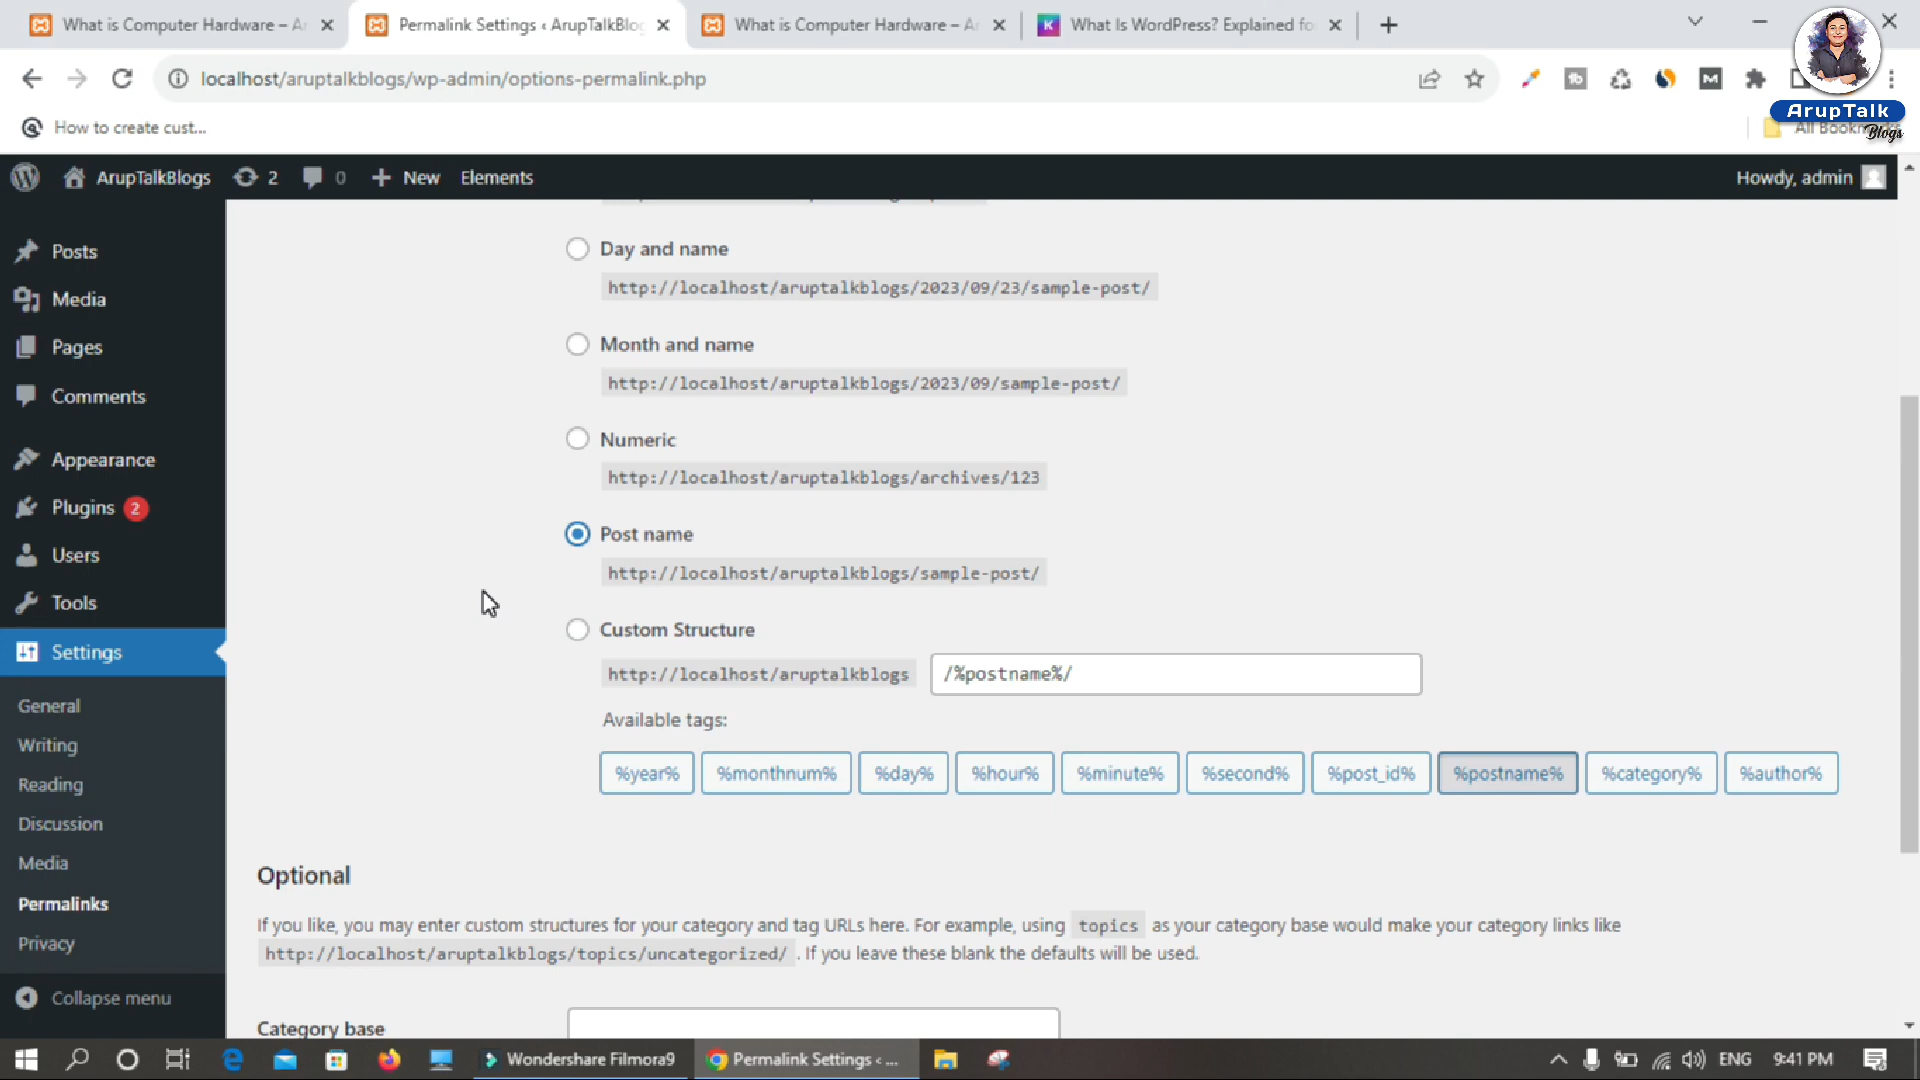 What is Computer Hardware – Ar
Permalink Settings ‹ ArupTalkBlog
What is Computer Hardware – A
K
What Is WordPress? Explained fo
localhost/aruptalkblogs/wp-admin/options-permalink.php
ArupTalk
Blogs
How to create cust...
All Bookmarks
ArupTalkBlogs
2
0
New
Elements
Howdy, admin
Posts
Media
Pages
Comments
Appearance
Plugins 2
Users
Tools
Settings
General
Writing
Reading
Discussion
Media
Permalinks
Privacy
Collapse menu
Day and name
http://localhost/aruptalkblogs/2023/09/23/sample-post/
Month and name
http://localhost/aruptalkblogs/2023/09/sample-post/
Numeric
http://localhost/aruptalkblogs/archives/123
Post name
http://localhost/aruptalkblogs/sample-post/
Custom Structure
http://localhost/aruptalkblogs /%postname%/
Available tags:
%year% %monthnum% %day% %hour% %minute% %second% %post_id% %postname% %category% %author%
Optional
If you like, you may enter custom structures for your category and tag URLs here. For example, using topics as your category base would make your category links like
http://localhost/aruptalkblogs/topics/uncategorized/ . If you leave these blank the defaults will be used.
Category base
Wondershare Filmora9
Permalink Settings ‹ ...
ENG
9:41 PM